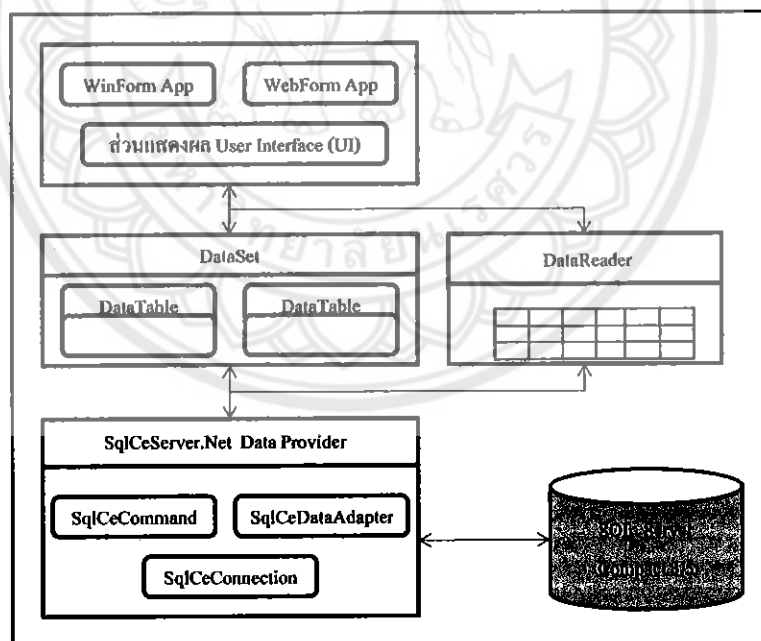 WinForm App
WebForm App
ส่วนแสดงผล User Interface (UI)
DataSet
DataReader
DataTable
DataTable
SqlCeServer.Net Data Provider
SqlCeCommand
SqlCeDataAdapter
SqlCeConnection